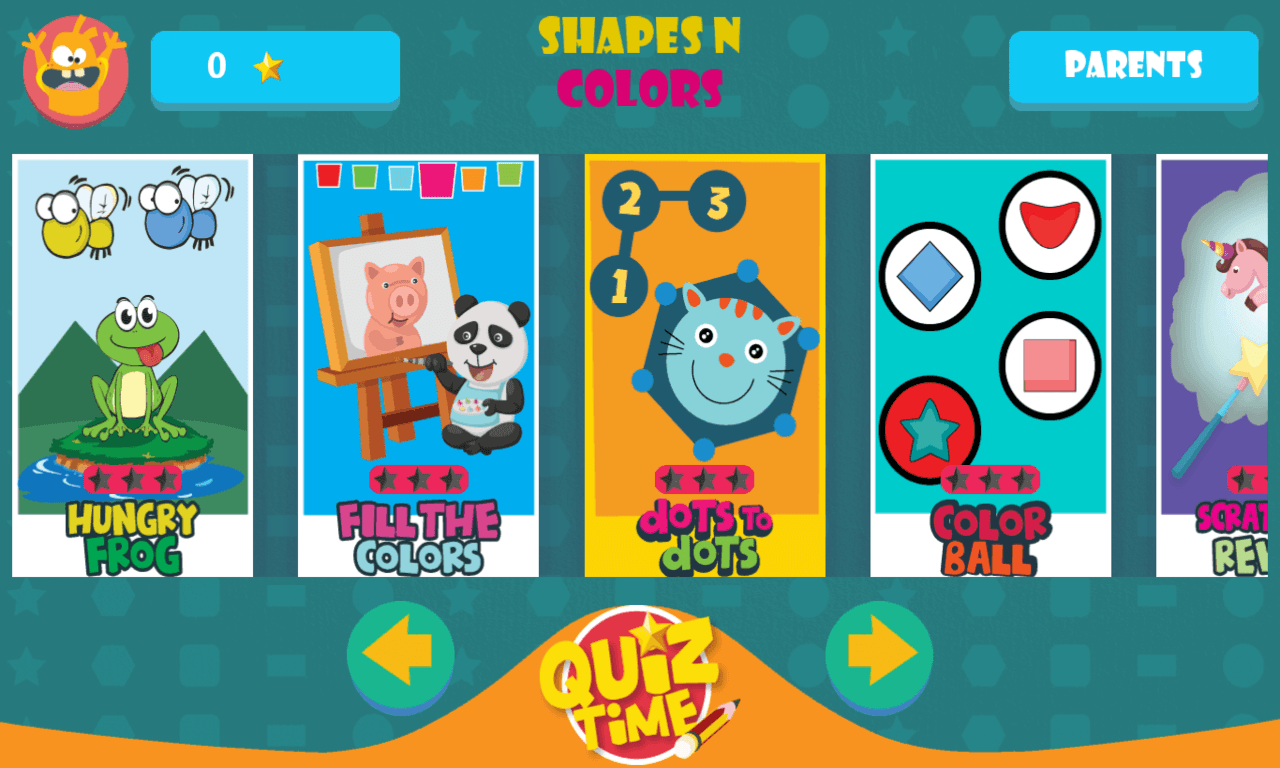 0
SHAPES N
COLORS
PARENTS
2
3
1
HUNGRY
FROG
FILL THE
COLORS
dOTS TO
dOTS
COLOR
BALL
QUIZ
TIME